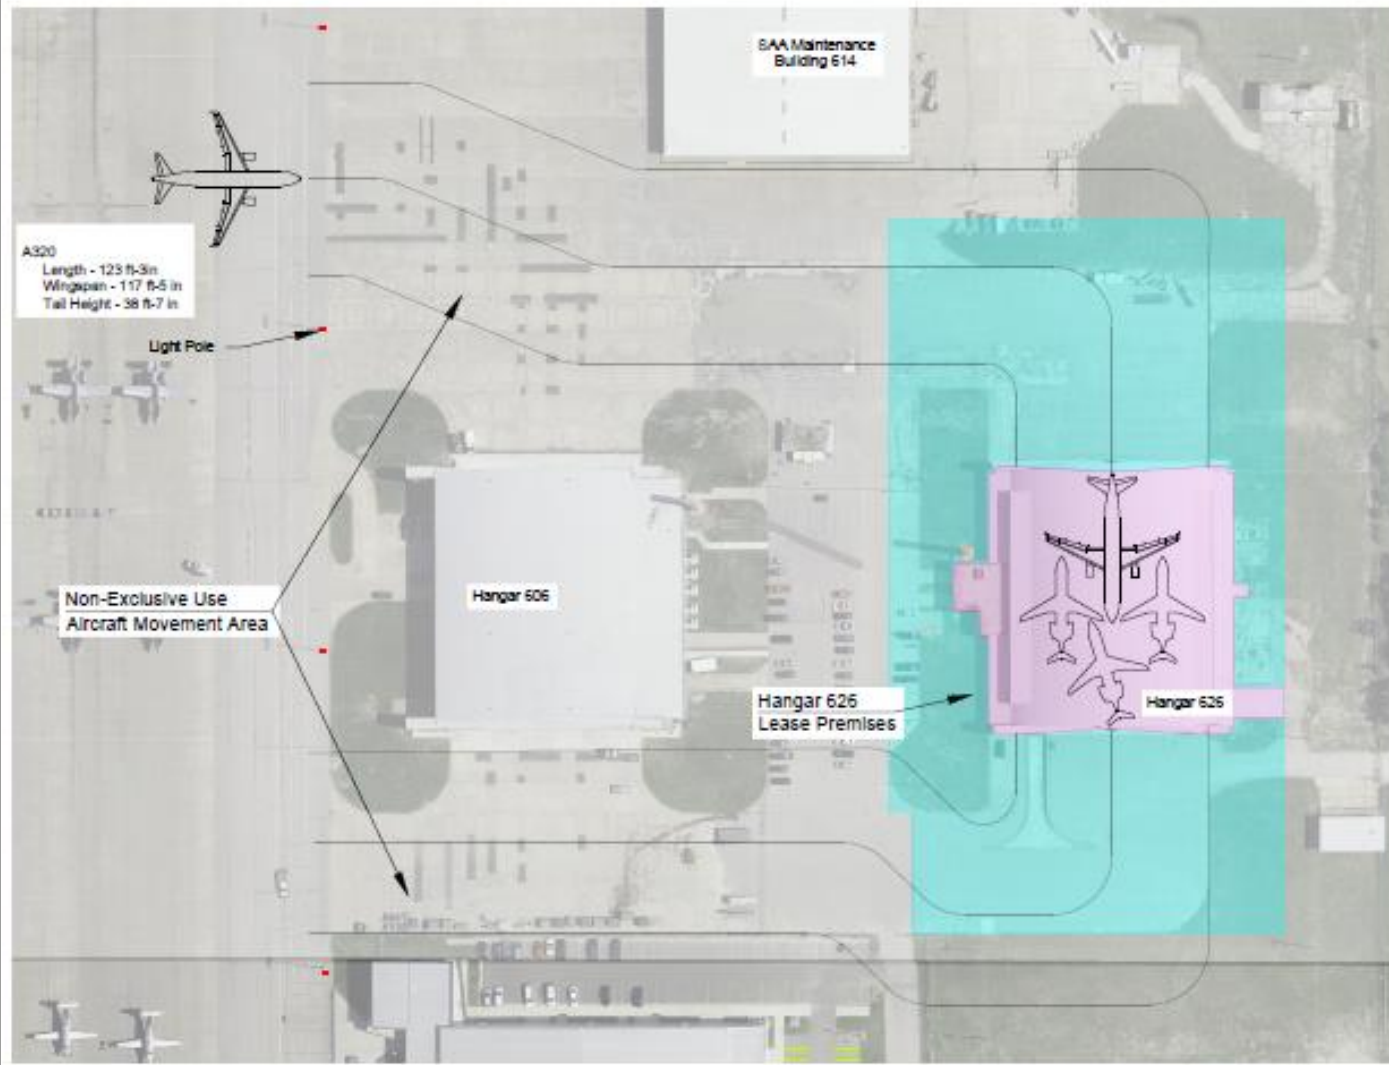 SAA Maintenance
Building 614
A320
Length - 123 ft-3in
Wingspan - 117 ft-5 in
Tail Height - 38 ft-7 in
Light Pole
Non-Exclusive Use
Aircraft Movement Area
Hangar 606
Hangar 626
Lease Premises
Hangar 626